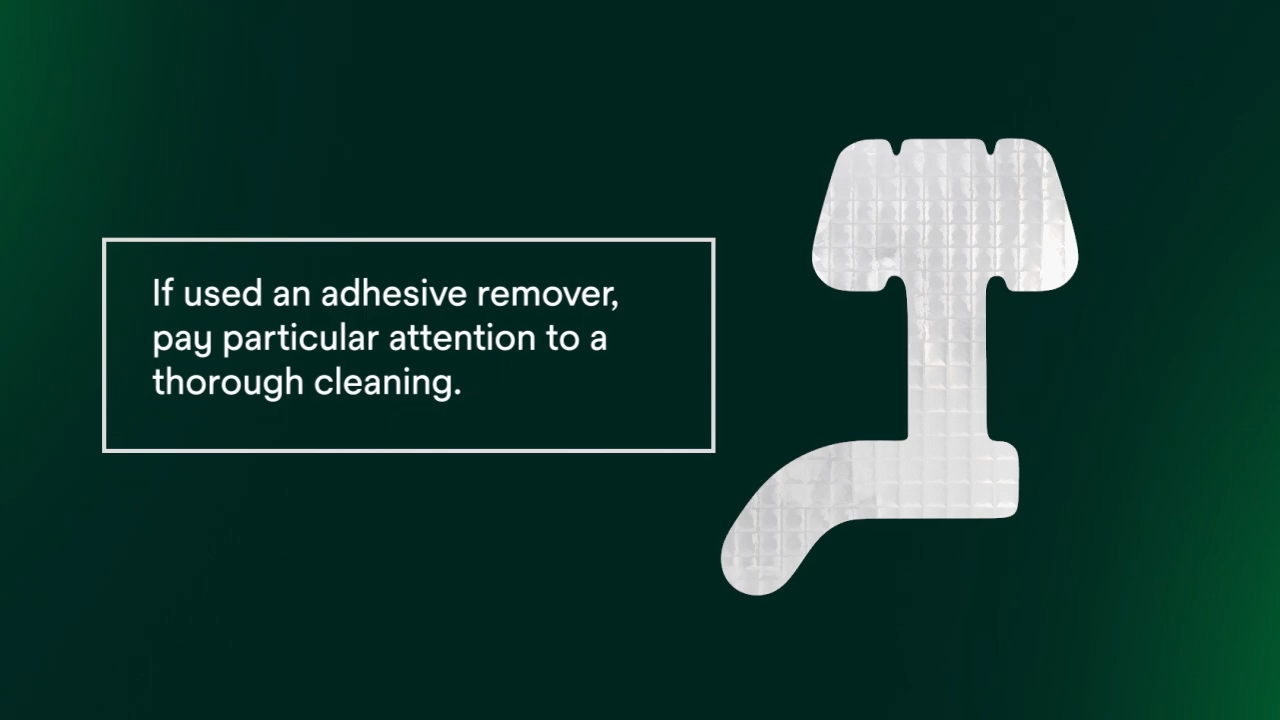 If used an adhesive remover,
pay particular attention to a
thorough cleaning.